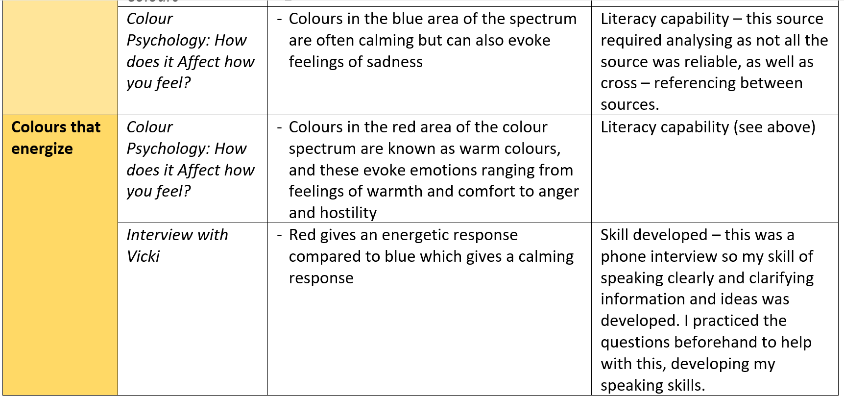 Colour
Psychology: How
does it Affect how
you feel?
- Colours in the blue area of the spectrum
are often calming but can also evoke
feelings of sadness
Literacy capability – this source
required analysing as not all the
source was reliable, as well as
cross – referencing between
sources.
Colours that
energize
Colour
Psychology: How
does it Affect how
you feel?
- Colours in the red area of the colour
spectrum are known as warm colours,
and these evoke emotions ranging from
feelings of warmth and comfort to anger
and hostility
Literacy capability (see above)
Interview with
Vicki
- Red gives an energetic response
compared to blue which gives a calming
response
Skill developed – this was a
phone interview so my skill of
speaking clearly and clarifying
information and ideas was
developed. I practiced the
questions beforehand to help
with this, developing my
speaking skills.